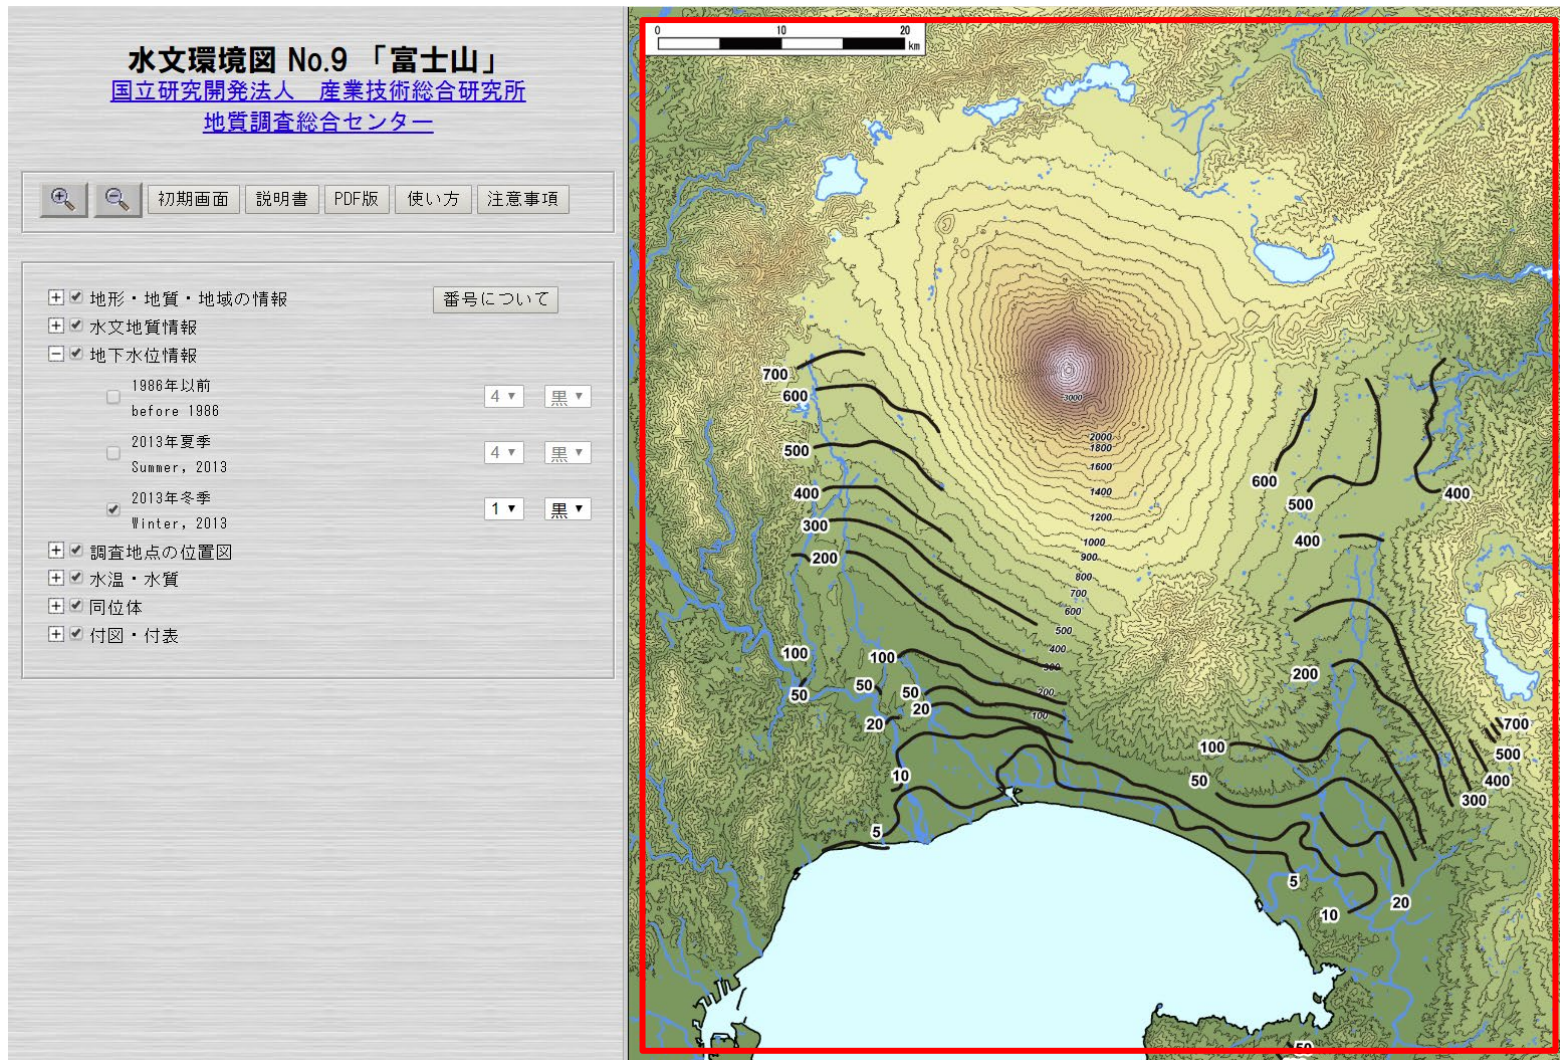 水文環境図 No.9 「富士山」
国立研究開発法人 産業技術総合研究所
地質調査総合センター
初期画面 説明書 PDF版 使い方 注意事項
地形・地質・地域の情報 番号について
水文地質情報
地下水位情報
1986年以前
before 1986
4 黒
2013年夏季
Summer, 2013
4 黒
2013年冬季
Winter, 2013
1 黒
調査地点の位置図
水温・水質
同位体
付図・付表
0 10 20
km
700
600
500
400
300
200
100
50
100
50
50
20
20
10
5
3000
2000
1800
1600
1400
1200
1000
900
800
700
600
500
400
300
200
100
600
500
400
400
200
100
50
700
500
400
300
5
10
20
50